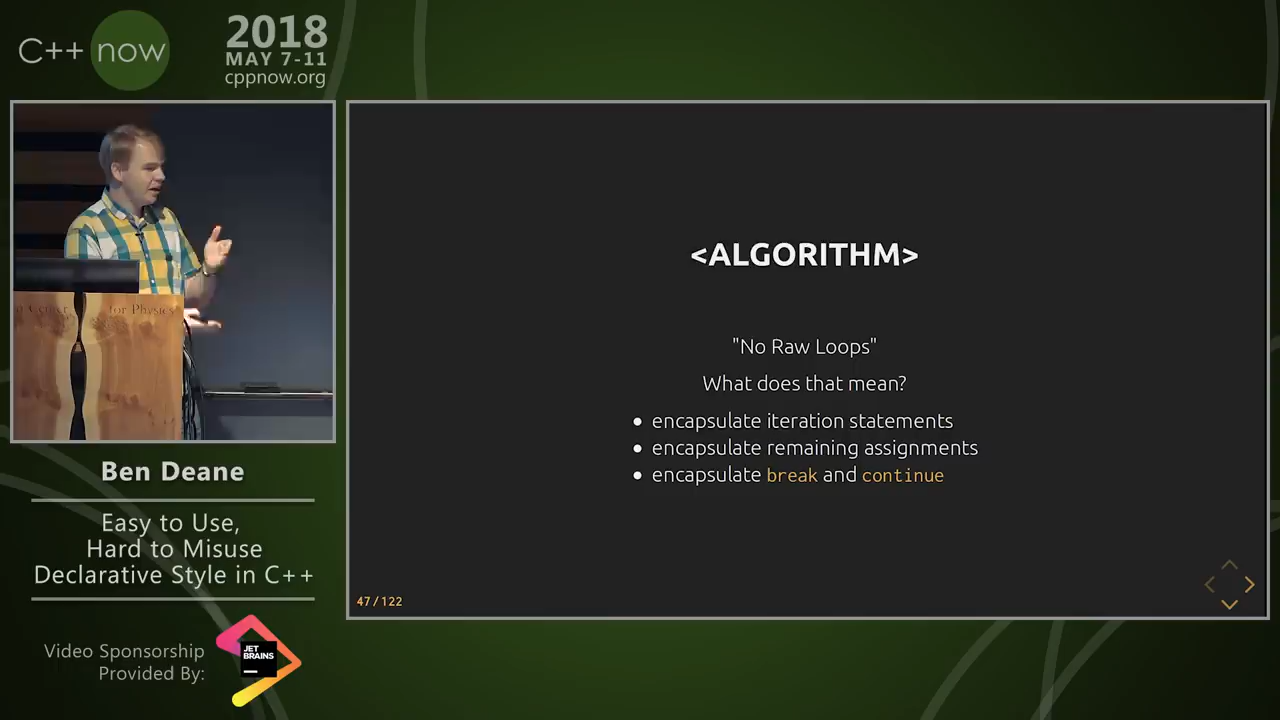 C++ now
2018
MAY 7-11
cppnow.org
for Physics
<ALGORITHM>
"No Raw Loops"
What does that mean?
• encapsulate iteration statements
• encapsulate remaining assignments
• encapsulate break and continue
47 / 122
Ben Deane
Easy to Use,
Hard to Misuse
Declarative Style in C++
Video Sponsorship
Provided By:
JET
BRAINS